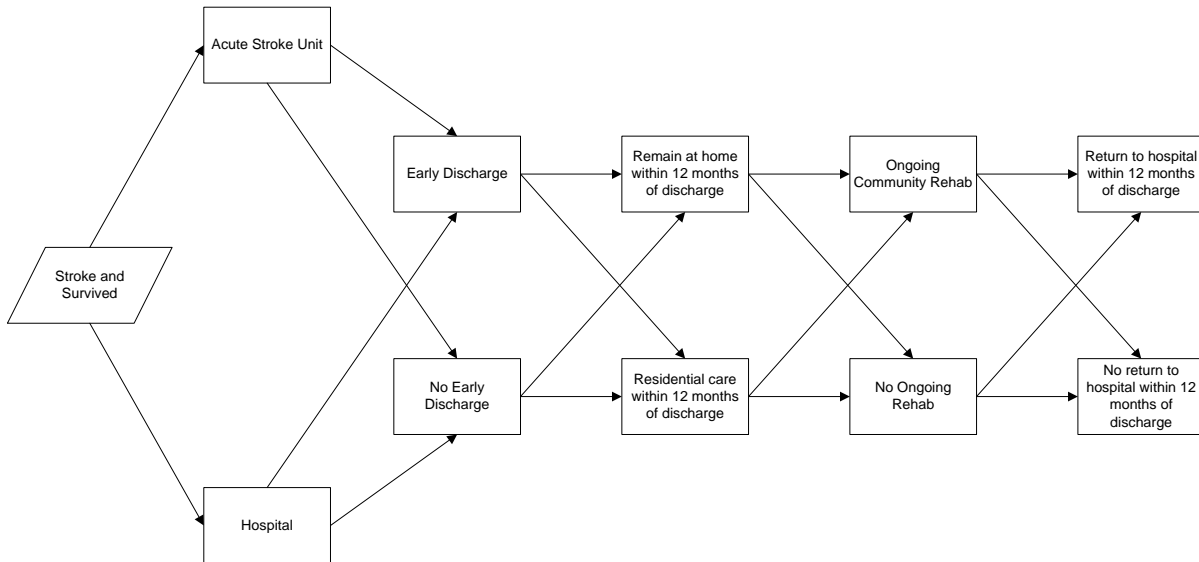 Acute Stroke Unit
Early Discharge
Remain at home
within 12 months
of discharge
Ongoing
Community Rehab
Return to hospital
within 12 months
of discharge
Stroke and
Survived
No Early
Discharge
Residential care
within 12 months
of discharge
No Ongoing
Rehab
No return to
hospital within 12
months of
discharge
Hospital